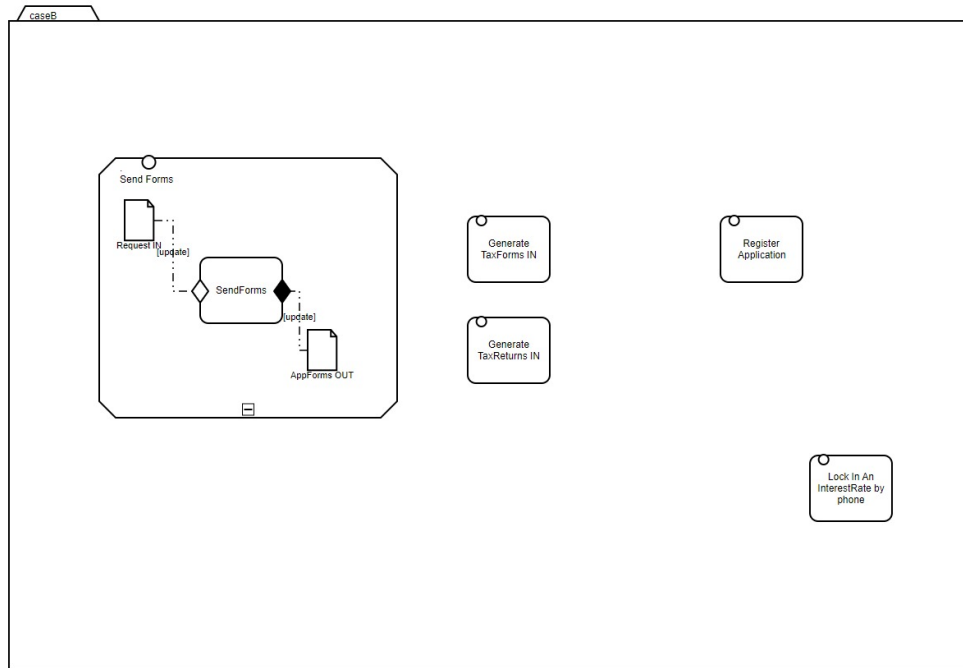 caseB
Send Forms
Request IN
[update]
SendForms
[update]
AppForms OUT
Generate
TaxForms IN
Generate
TaxReturns IN
Register
Application
Lock In An
InterestRate by
phone